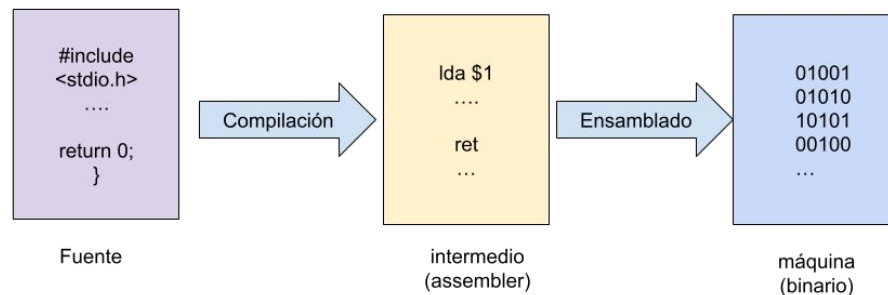 #include
<stdio.h>
....
return 0;
}
Compilación
lda $1
....
ret
...
Ensamblado
01001
01010
10101
00100
...
Fuente
intermedio
(assembler)
máquina
(binario)